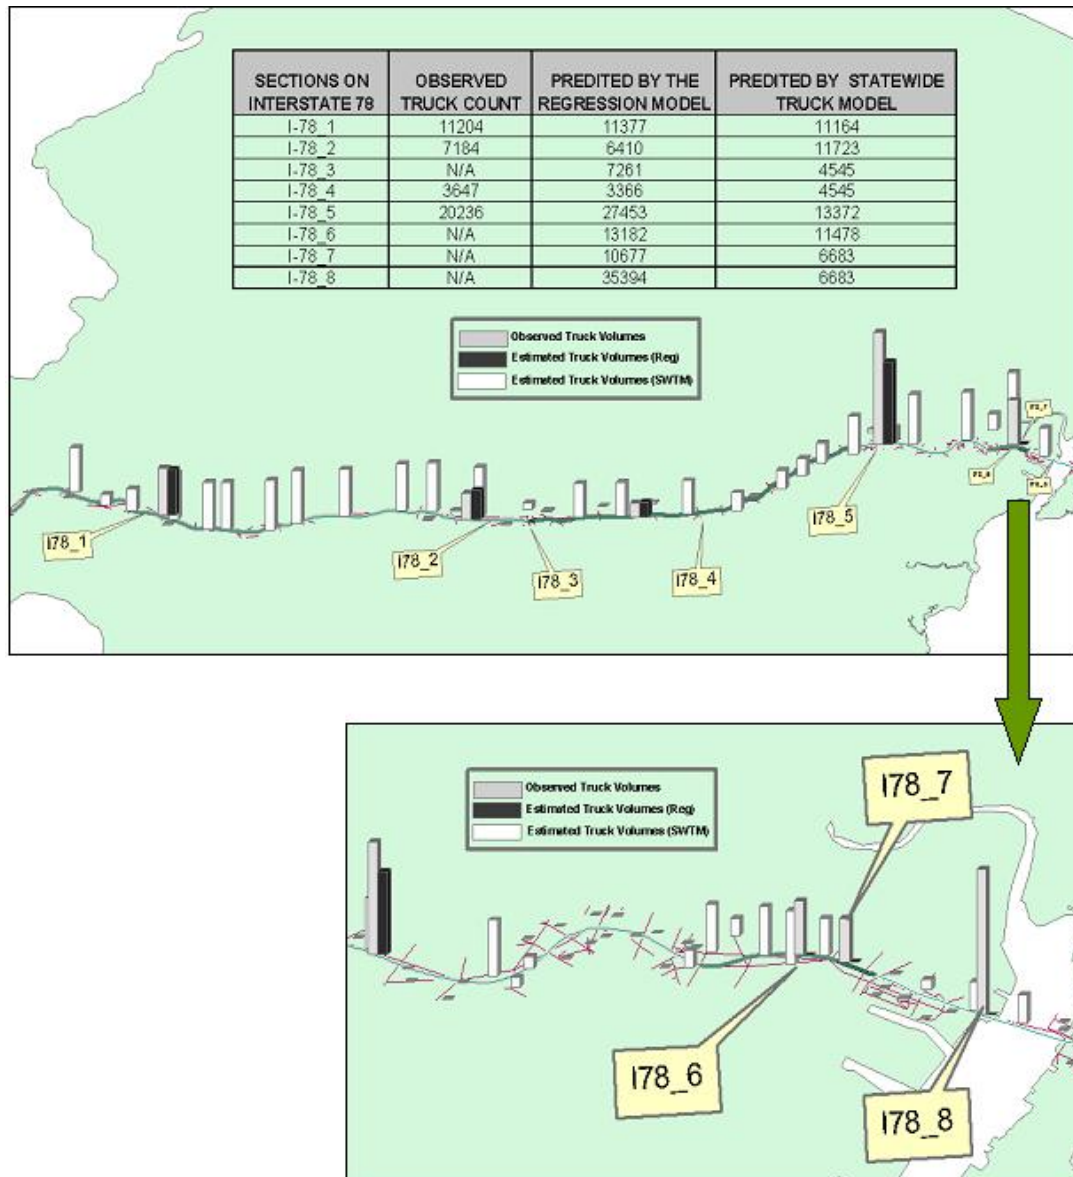 SECTIONS ON INTERSTATE 78 | OBSERVED TRUCK COUNT | PREDITED BY THE REGRESSION MODEL | PREDITED BY STATEWIDE TRUCK MODEL
I-78_1 11204 11377 11164
I-78_2 7184 6410 11723
I-78_3 N/A 7261 4545
I-78_4 3647 3366 4545
I-78_5 20236 27453 13372
I-78_6 N/A 13182 11478
I-78_7 N/A 10677 6683
I-78_8 N/A 35394 6683
Observed Truck Volumes
Estimated Truck Volumes (Reg)
Estimated Truck Volumes (SWTM)
I78_1
I78_2
I78_3
I78_4
I78_5
Observed Truck Volumes
Estimated Truck Volumes (Reg)
Estimated Truck Volumes (SWTM)
I78_7
I78_6
I78_8